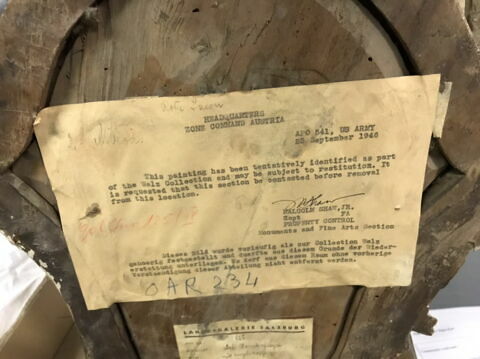 HEADQUARTERS
ZONE COMMAND AUSTRIA
APO 541, US ARMY
25 September 1946
This painting has been tentatively identified as part
of the Walz Collection and may be subject to restitution. It
is requested that this section be contacted before removal
from this location.
MALCOLM SHAW, JR.
Capt FA
PROPERTY CONTROL
Monuments and Fine Arts Section
Dieses Bild wurde vorlaufig als zur Collection Walz
gehoerig festgestellt und duerfte aus diesem Grunde der Wieder-
erstattung unterliegen. Es darf aus diesem Raum ohne vorherige
Verstaendigung dieser Abteilung nicht entfernt werden.
OAR 234
LANDESGALERIE SALZBURG